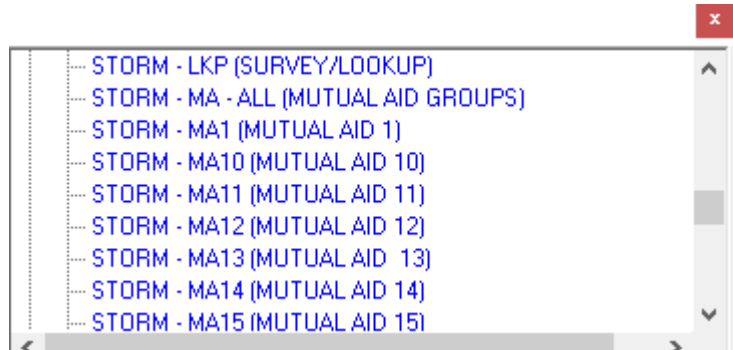 x
STORM - LKP (SURVEY/LOOKUP)
STORM - MA - ALL (MUTUAL AID GROUPS)
STORM - MA1 (MUTUAL AID 1)
STORM - MA10 (MUTUAL AID 10)
STORM - MA11 (MUTUAL AID 11)
STORM - MA12 (MUTUAL AID 12)
STORM - MA13 (MUTUAL AID  13)
STORM - MA14 (MUTUAL AID 14)
STORM - MA15 (MUTUAL AID 15)